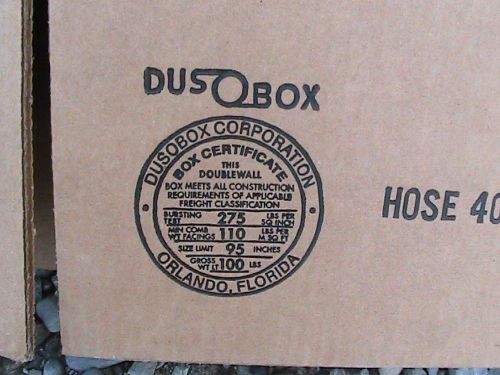 DUSOBOX
DUSOBOX CORPORATION
BOX CERTIFICATE
THIS
DOUBLEWALL
BOX MEETS ALL CONSTRUCTION
REQUIREMENTS OF APPLICABLE
FREIGHT CLASSIFICATION
BURSTING TEST 275 LBS PER SQ INCH
MIN COMB WT FACINGS 110 LBS PER M SQ FT
SIZE LIMIT 95 INCHES
GROSS WT LT 100 LBS
ORLANDO, FLORIDA
HOSE 40